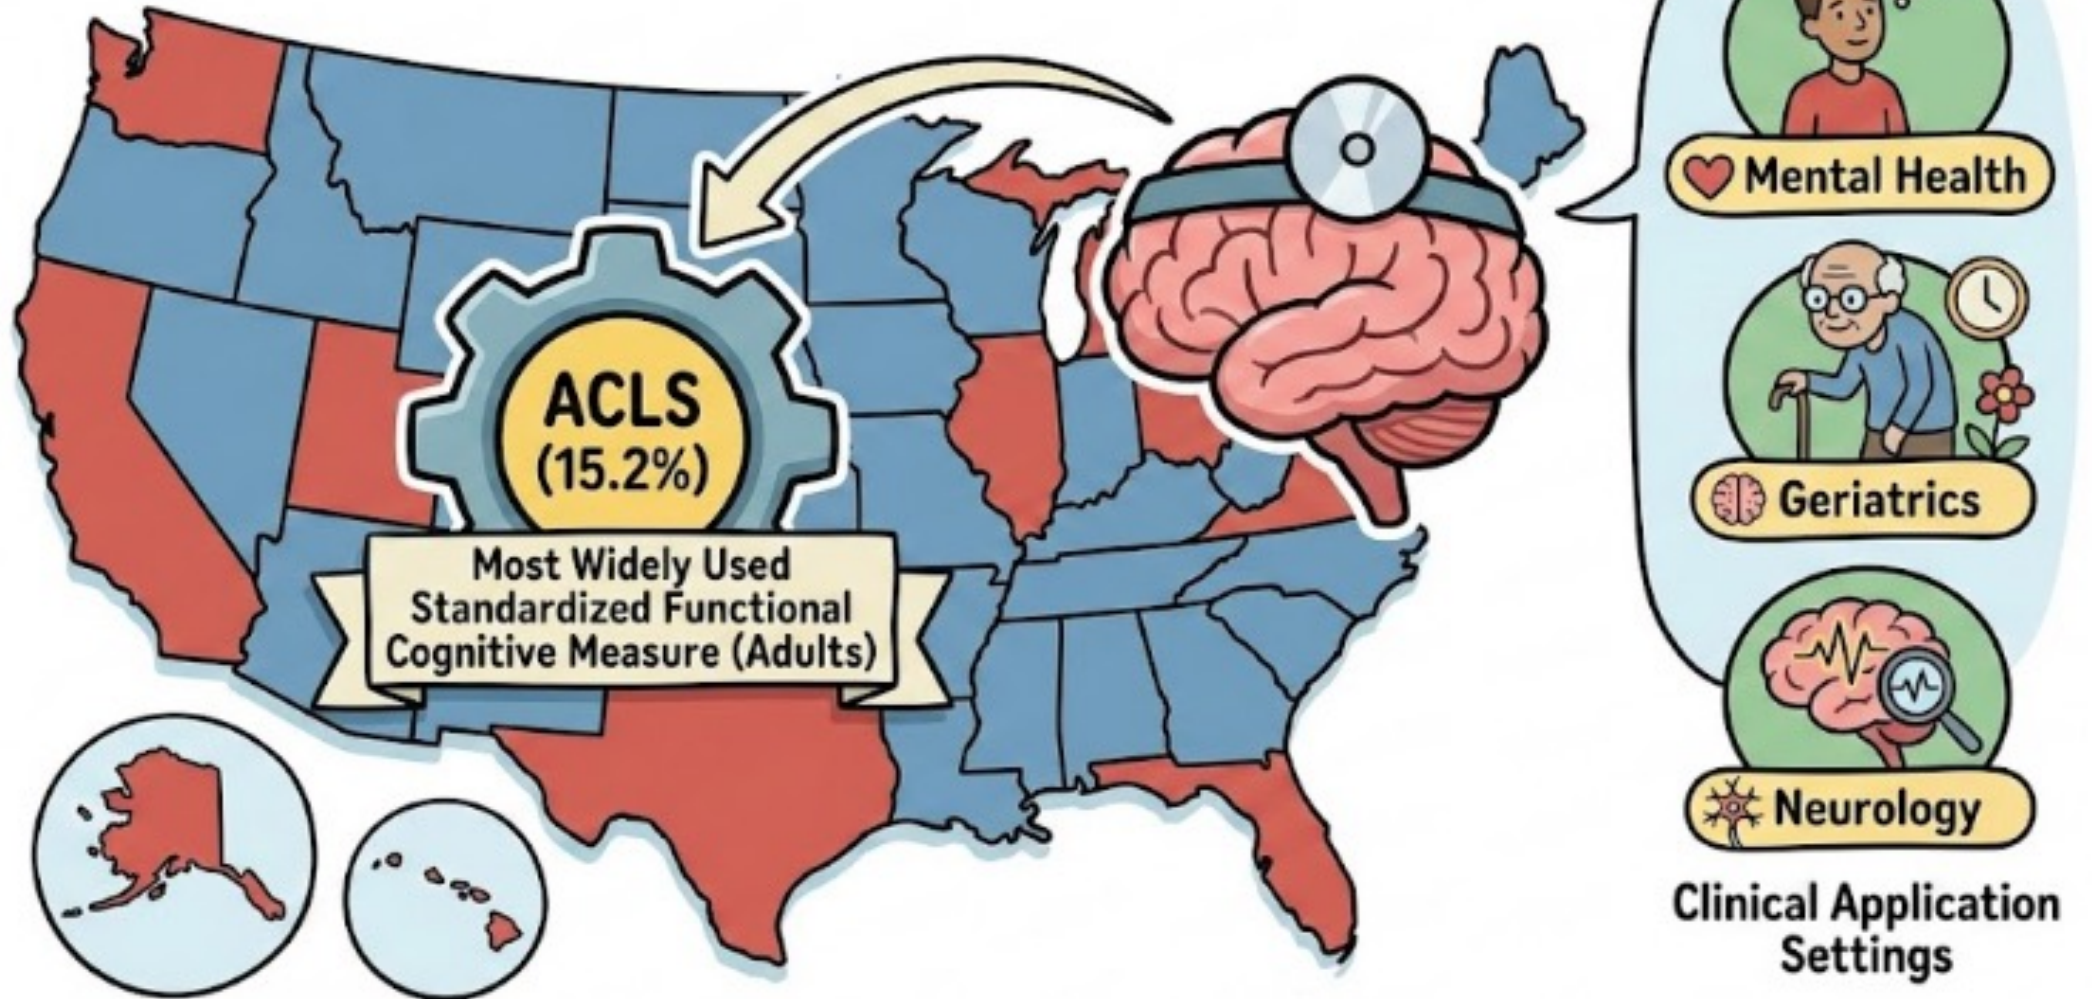 ACLS
(15.2%)
Most Widely Used
Standardized Functional
Cognitive Measure (Adults)
Mental Health
Geriatrics
Neurology
Clinical Application
Settings